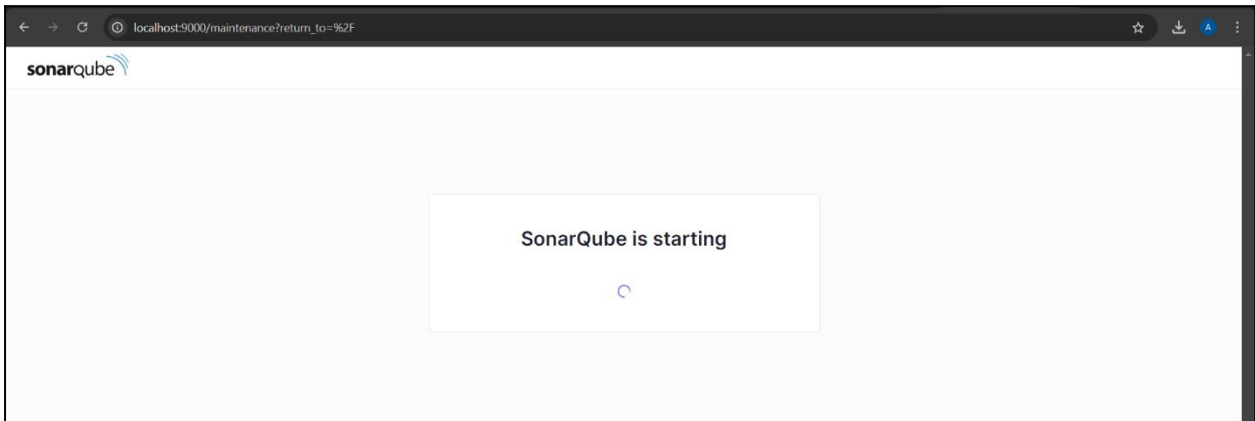 localhost:9000/maintenance?return_to=%2F
A
sonarqube
SonarQube is starting